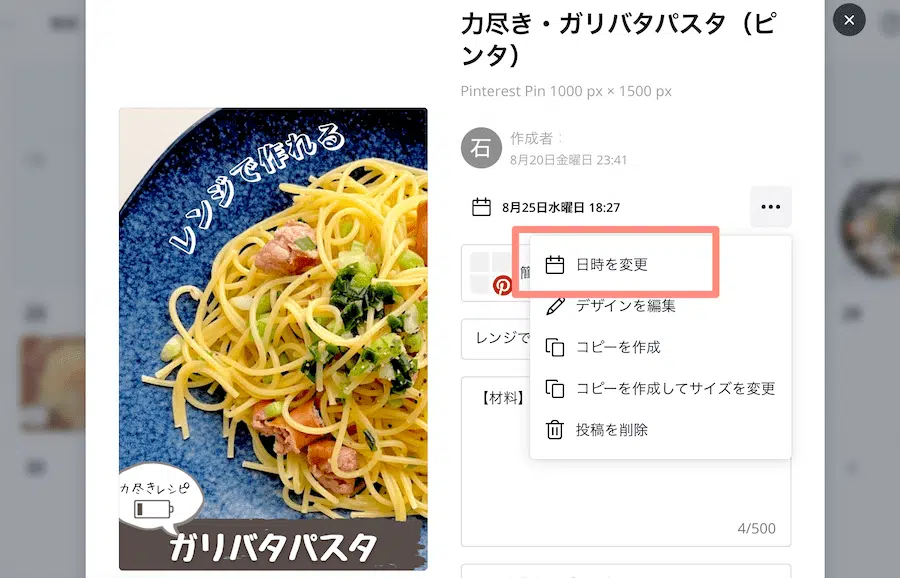 力尽き・ガリバタパスタ（ピ
ンタ）
Pinterest Pin 1000 px × 1500 px
石
作成者：
8月20日金曜日 23:41
8月25日水曜日 18:27
日時を変更
デザインを編集
コピーを作成
コピーを作成してサイズを変更
投稿を削除
簡
レンジで
【材料】
4/500
レンジで作れる
力尽きレシピ
ガリバタパスタ